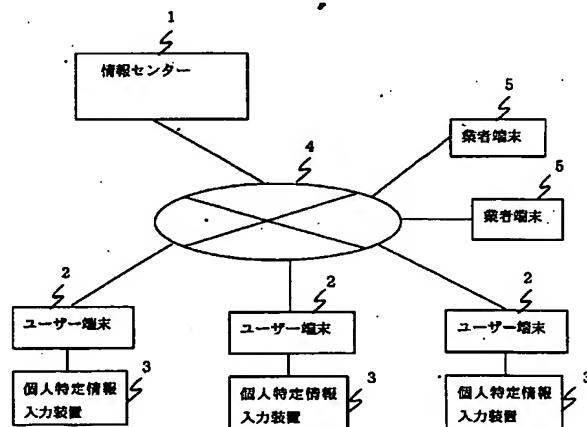 1
情報センター
5
業者端末
4
5
業者端末
2
ユーザー端末
2
ユーザー端末
2
ユーザー端末
3
個人特定情報
入力装置
3
個人特定情報
入力装置
3
個人特定情報
入力装置